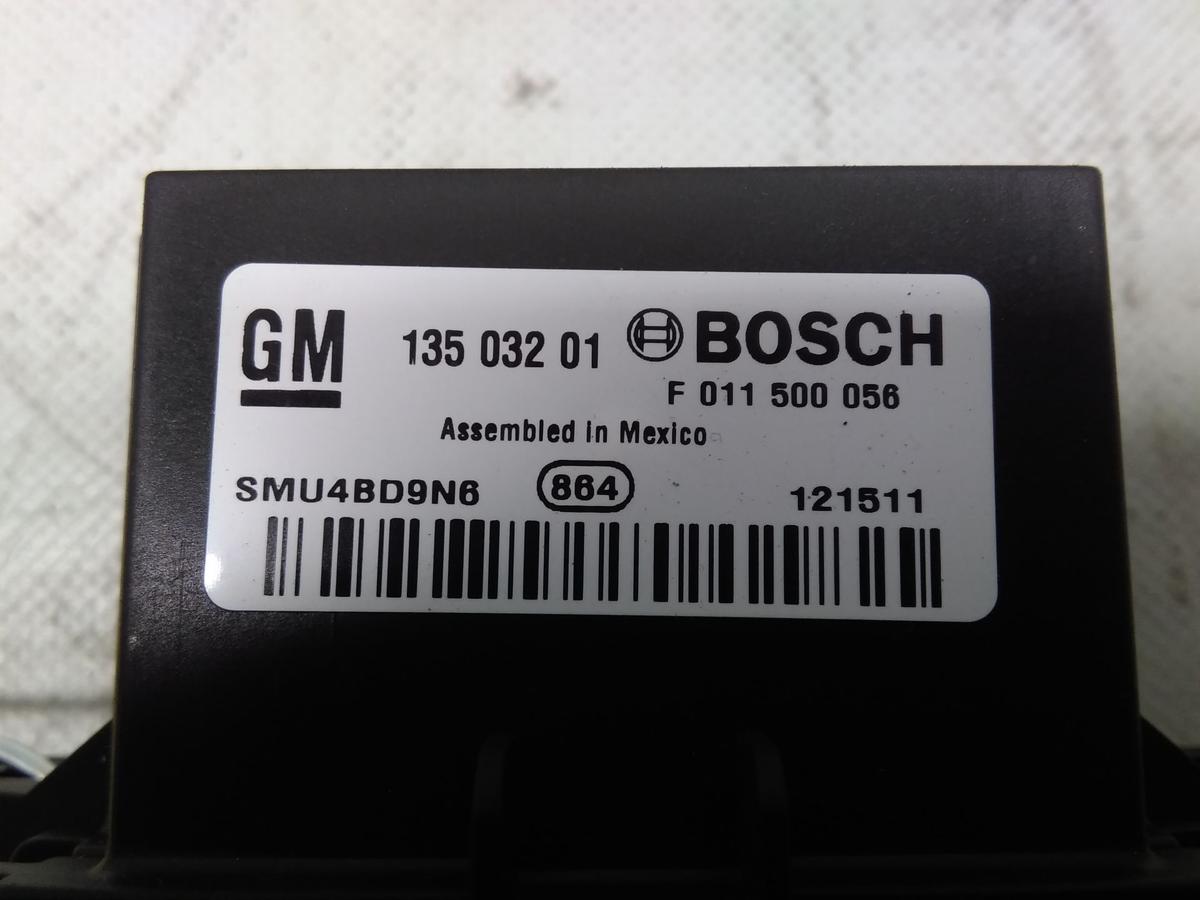 GM 135 032 01 BOSCH
F 011 500 056
Assembled in Mexico
SMU4BD9N6 864 121511